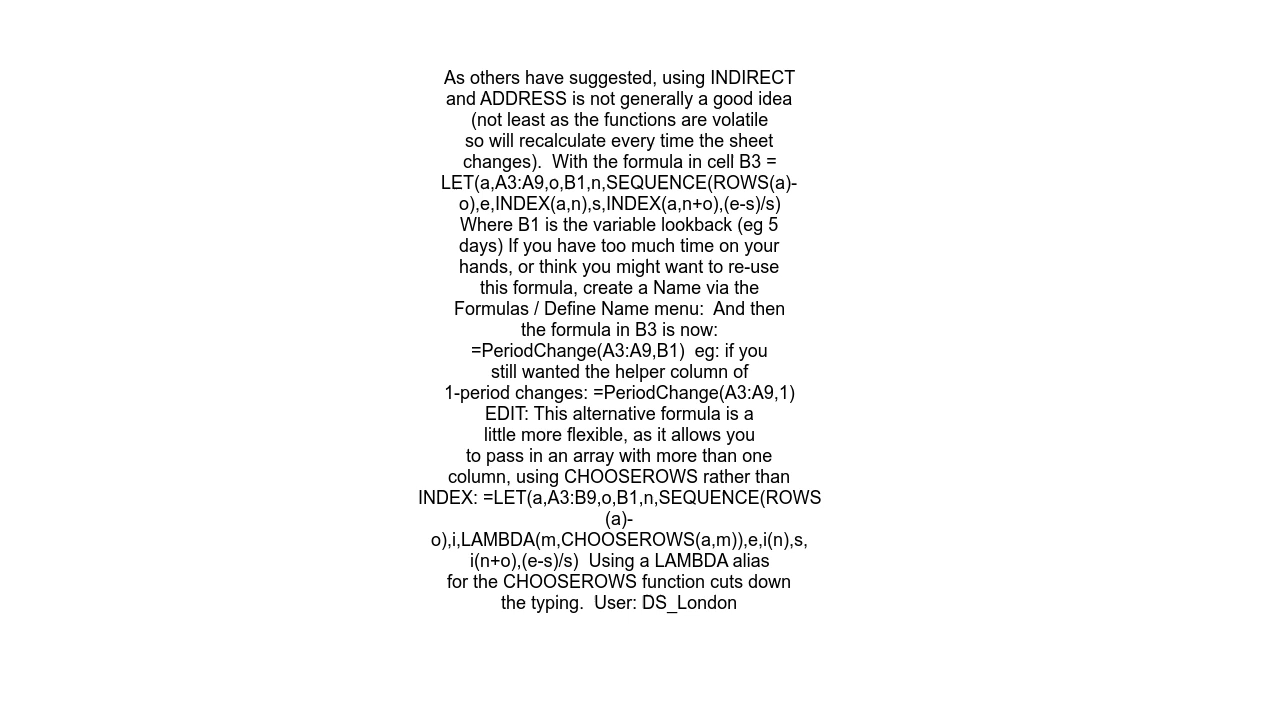 As others have suggested, using INDIRECT
and ADDRESS is not generally a good idea
(not least as the functions are volatile
so will recalculate every time the sheet
changes).  With the formula in cell B3 =
LET(a,A3:A9,o,B1,n,SEQUENCE(ROWS(a)-
o),e,INDEX(a,n),s,INDEX(a,n+o),(e-s)/s)
Where B1 is the variable lookback (eg 5
days) If you have too much time on your
hands, or think you might want to re-use
this formula, create a Name via the
Formulas / Define Name menu:  And then
the formula in B3 is now:
=PeriodChange(A3:A9,B1)  eg: if you
still wanted the helper column of
1-period changes: =PeriodChange(A3:A9,1)
EDIT: This alternative formula is a
little more flexible, as it allows you
to pass in an array with more than one
column, using CHOOSEROWS rather than
INDEX: =LET(a,A3:B9,o,B1,n,SEQUENCE(ROWS
(a)-
o),i,LAMBDA(m,CHOOSEROWS(a,m)),e,i(n),s,
i(n+o),(e-s)/s)  Using a LAMBDA alias
for the CHOOSEROWS function cuts down
the typing.  User: DS_London